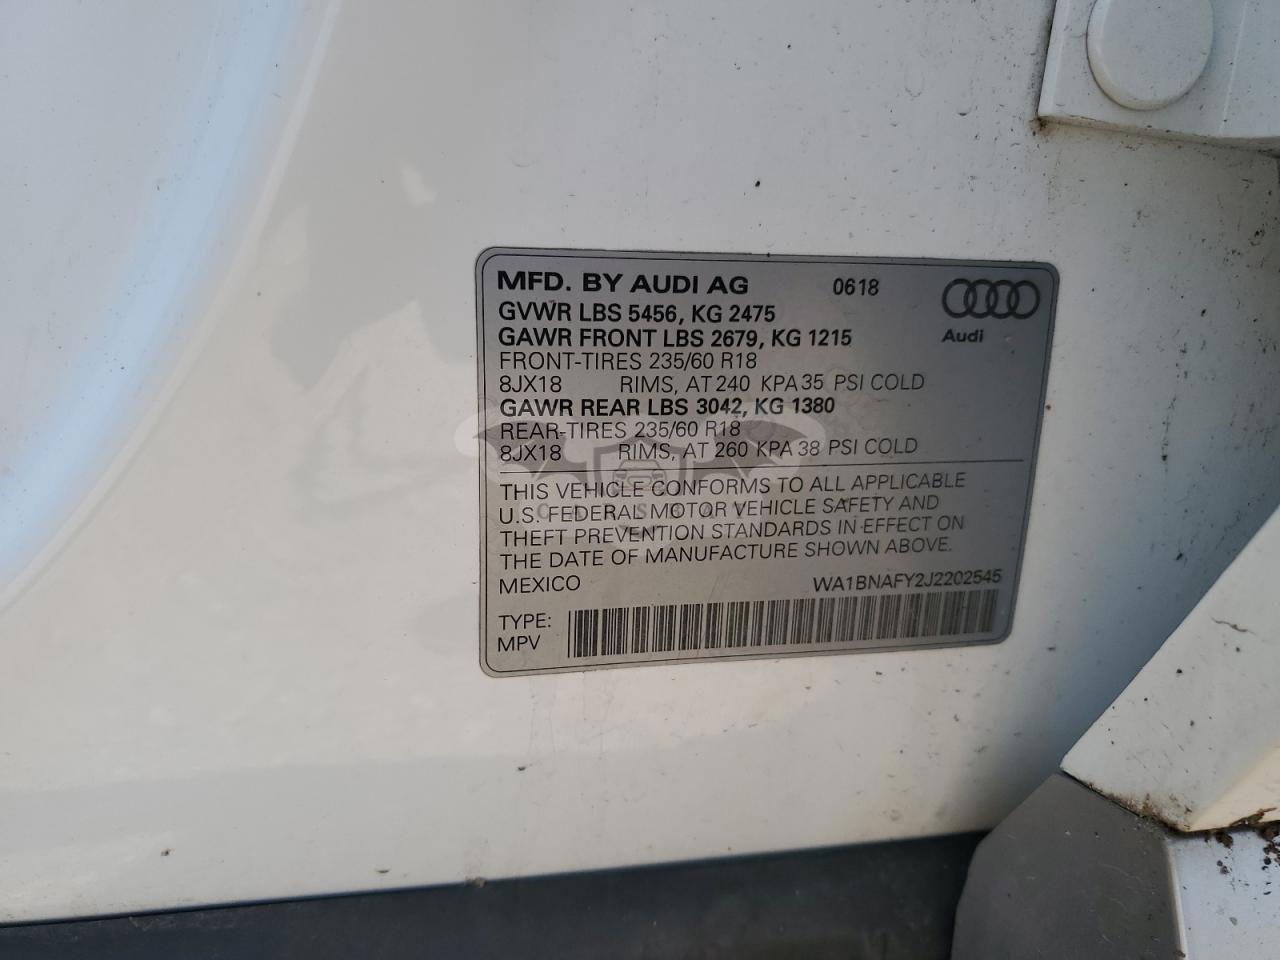 MFD. BY AUDI AG 0618
GVWR LBS 5456, KG 2475
GAWR FRONT LBS 2679, KG 1215
Audi
FRONT-TIRES 235/60 R18
8JX18 RIMS, AT 240 KPA 35 PSI COLD
GAWR REAR LBS 3042, KG 1380
REAR-TIRES 235/60 R18
8JX18 RIMS, AT 260 KPA 38 PSI COLD
THIS VEHICLE CONFORMS TO ALL APPLICABLE
U.S. FEDERAL MOTOR VEHICLE SAFETY AND
THEFT PREVENTION STANDARDS IN EFFECT ON
THE DATE OF MANUFACTURE SHOWN ABOVE.
MEXICO WA1BNAFY2J2202545
TYPE:
MPV